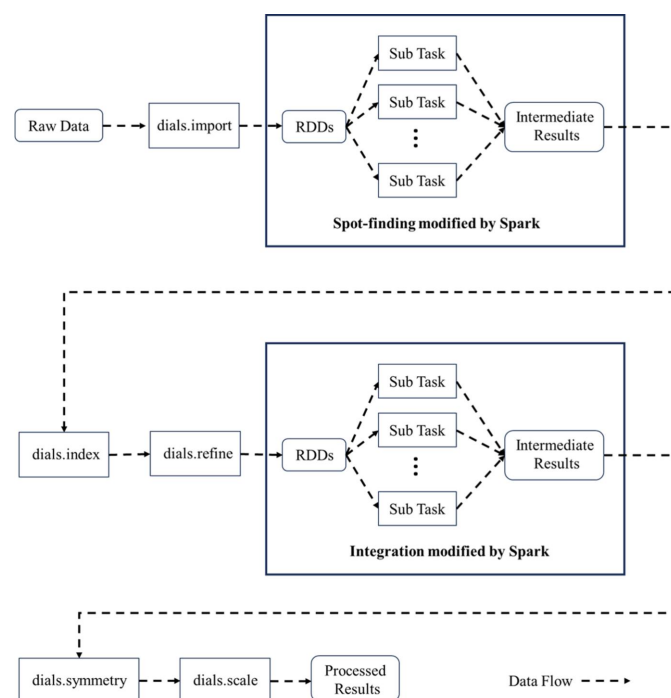 Raw Data
dials.import
RDDs
Sub Task
Sub Task
Sub Task
Intermediate
Results
Spot-finding modified by Spark
dials.index
dials.refine
RDDs
Sub Task
Sub Task
Sub Task
Intermediate
Results
Integration modified by Spark
dials.symmetry
dials.scale
Processed
Results
Data Flow